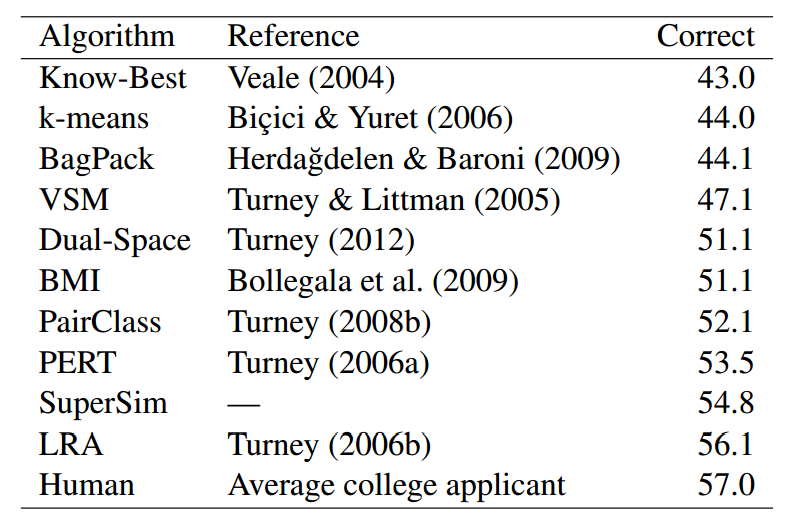 Algorithm Reference Correct
Know-Best Veale (2004) 43.0
k-means Biçici & Yuret (2006) 44.0
BagPack Herdağdelen & Baroni (2009) 44.1
VSM Turney & Littman (2005) 47.1
Dual-Space Turney (2012) 51.1
BMI Bollegala et al. (2009) 51.1
PairClass Turney (2008b) 52.1
PERT Turney (2006a) 53.5
SuperSim — 54.8
LRA Turney (2006b) 56.1
Human Average college applicant 57.0